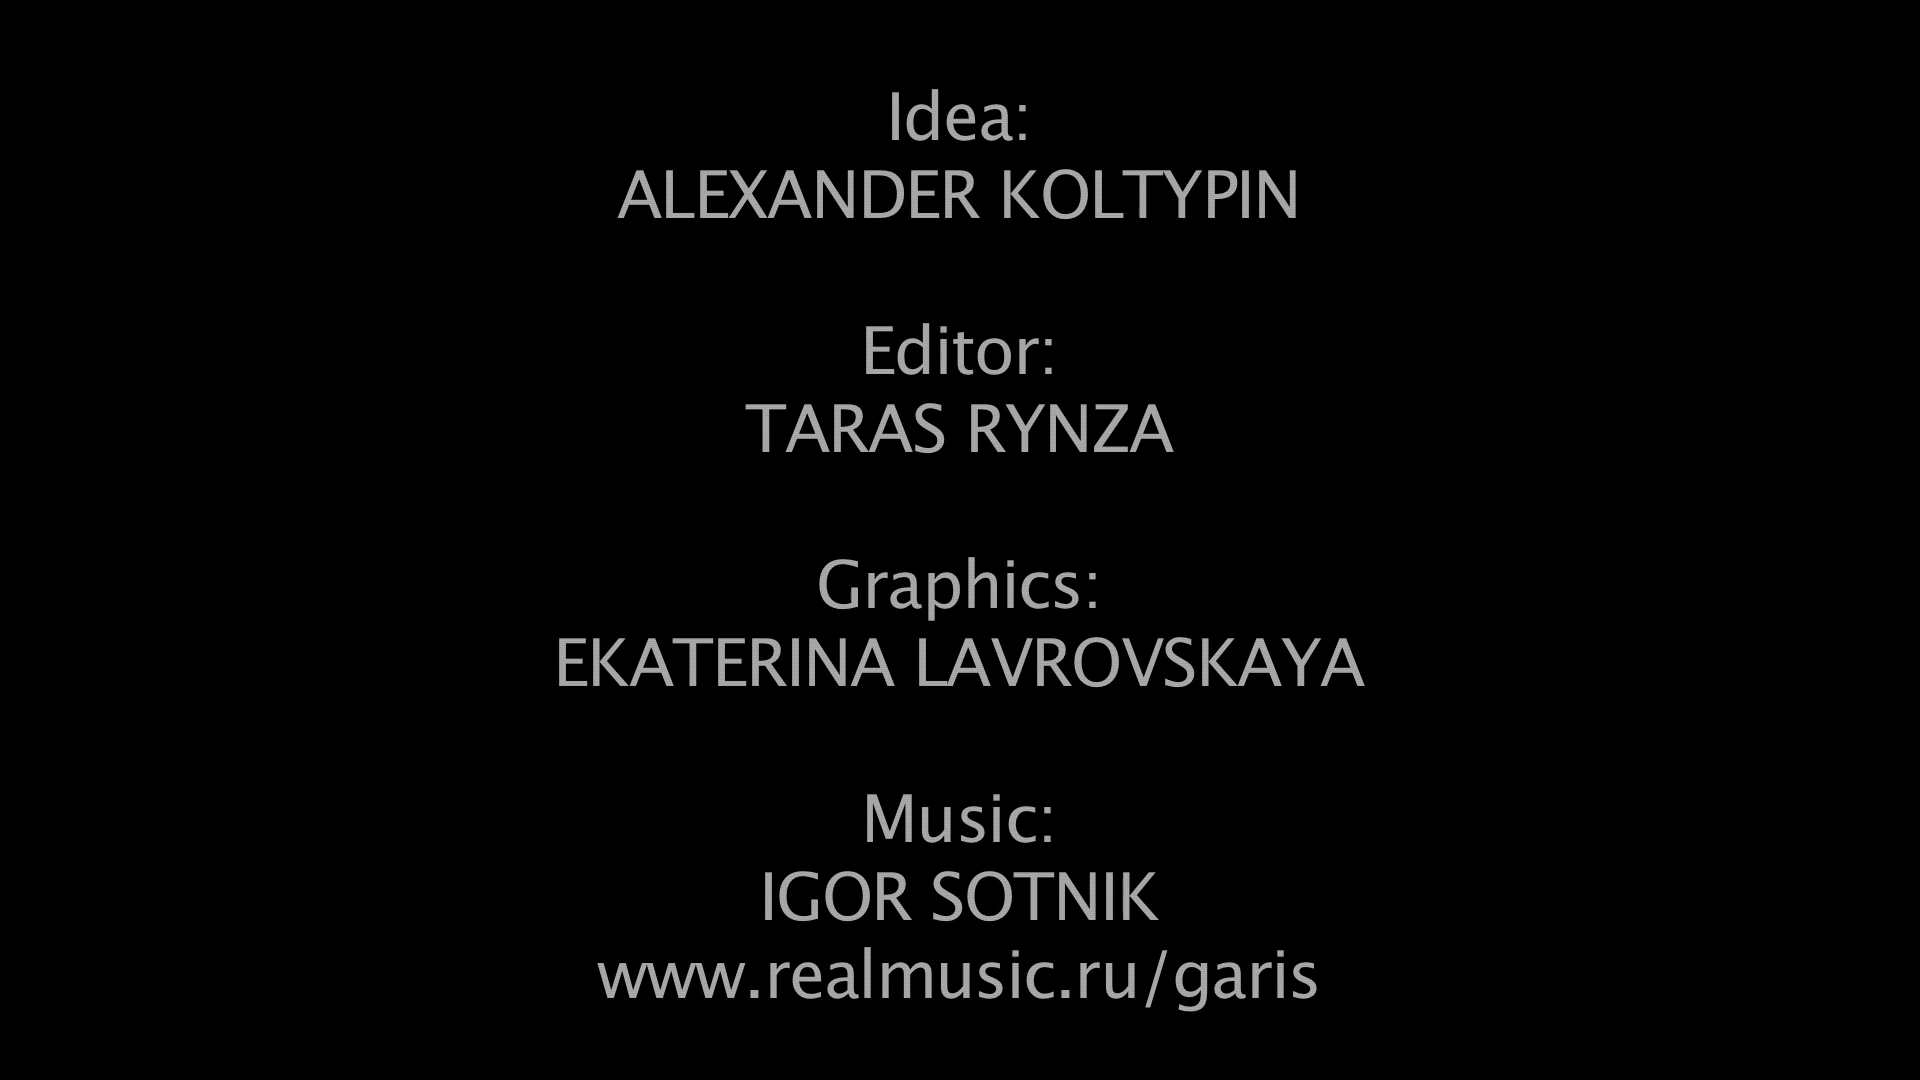 Idea:
ALEXANDER KOLTYPIN
Editor:
TARAS RYNZA
Graphics:
EKATERINA LAVROVSKAYA
Music:
IGOR SOTNIK
www.realmusic.ru/garis